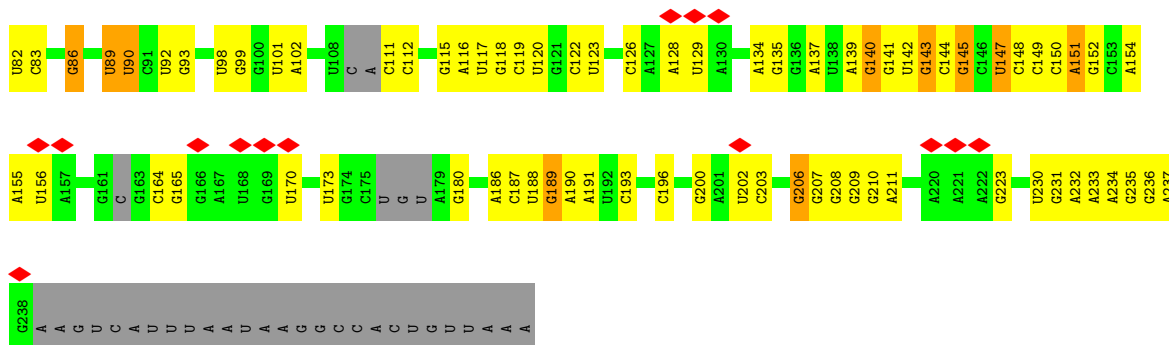 U82 C83 G86 U89 U90 C91 U92 G93 U98 G99 G100 U101 A102 U108 C A C111 C112 G115 A116 U117 G118 C119 U120 G121 C122 U123 C126 A127 A128 U129 A130 A134 G135 G136 A137 U138 A139 G140 G141 U142 G143 C144 G145 C146 U147 C148 C149 C150 A151 G152 C153 A154
A155 U156 A157 G161 C G163 C164 G165 G166 A167 U168 G169 U170 U173 G174 C175 U G U A179 G180 A186 C187 U188 G189 A190 A191 U192 C193 C196 G200 A201 U202 C203 G206 G207 G208 G209 G210 A211 A220 A221 A222 G223 U230 G231 A232 A233 A234 G235 G236 A237
G238 A A G U C A U U U A A U A A G G C C A C U G U U A A A